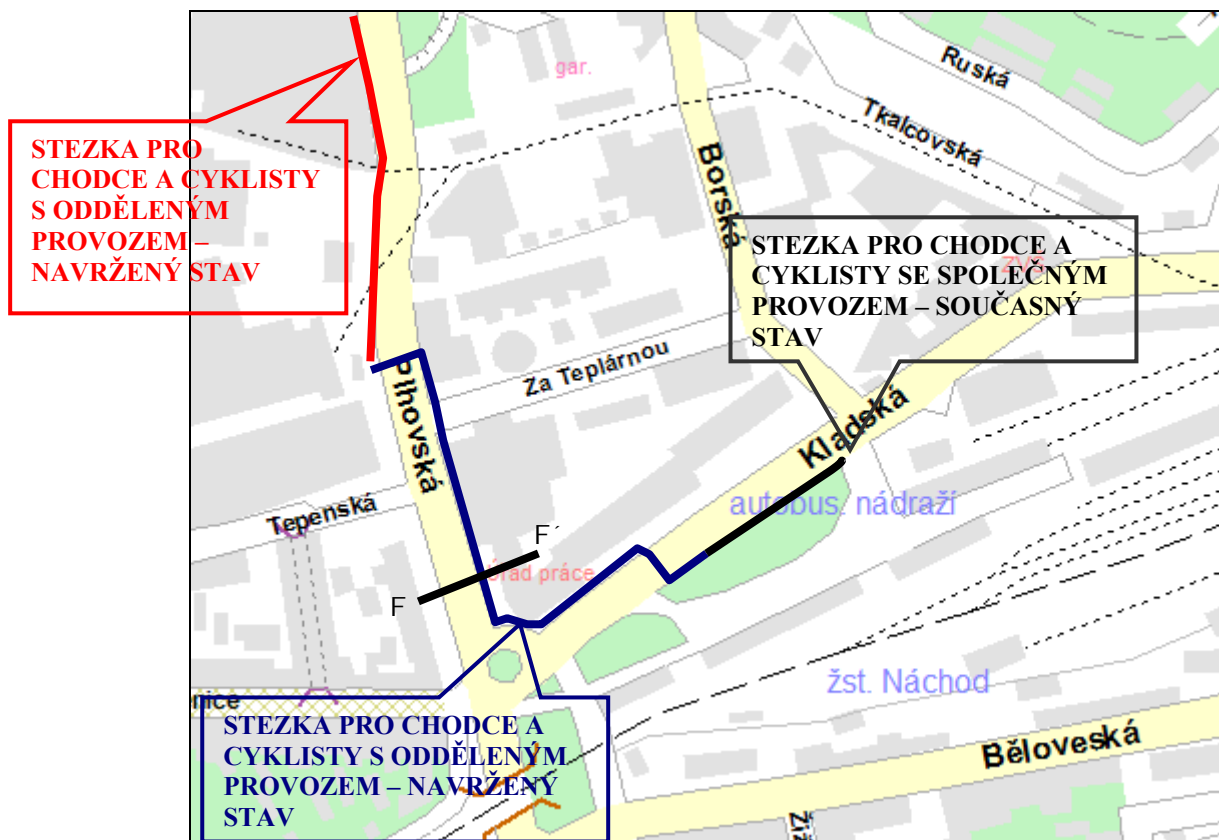 gar.
Ruská
Tkalcovská
STEZKA PRO
CHODCE A CYKLISTY
S ODDĚLENÝM
PROVOZEM –
NAVRŽENÝ STAV
Borská
STEZKA PRO CHODCE A
CYKLISTY SE SPOLEČNÝM
PROVOZEM – SOUČASNÝ
STAV
Za Teplárnou
Plhovská
Kladská
autobus. nádraží
Tepenská
F´
Úřad práce
F
žst. Náchod
nice
STEZKA PRO CHODCE A
CYKLISTY S ODDĚLENÝM
PROVOZEM – NAVRŽENÝ
STAV
Běloveská